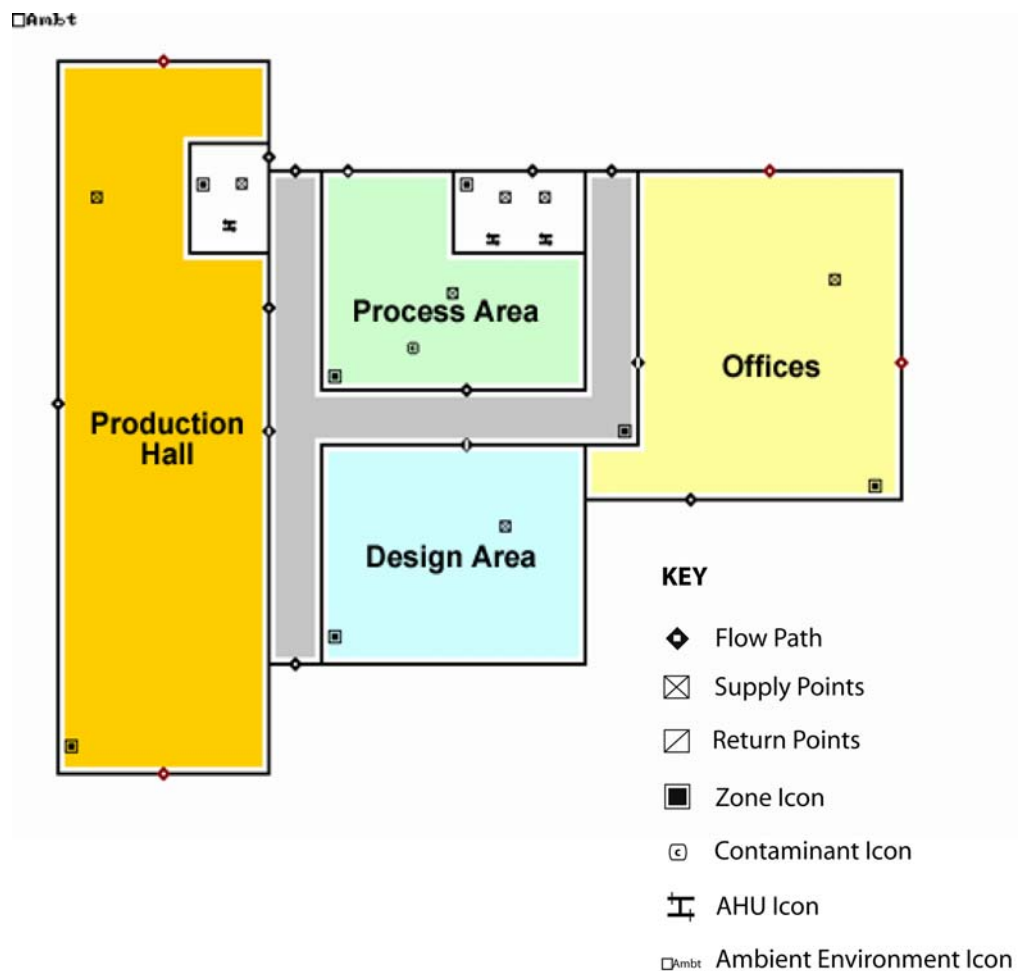 □Ambt
Process Area
Offices
Production
Hall
Design Area
KEY
Flow Path
Supply Points
Return Points
Zone Icon
c Contaminant Icon
AHU Icon
□Ambt Ambient Environment Icon